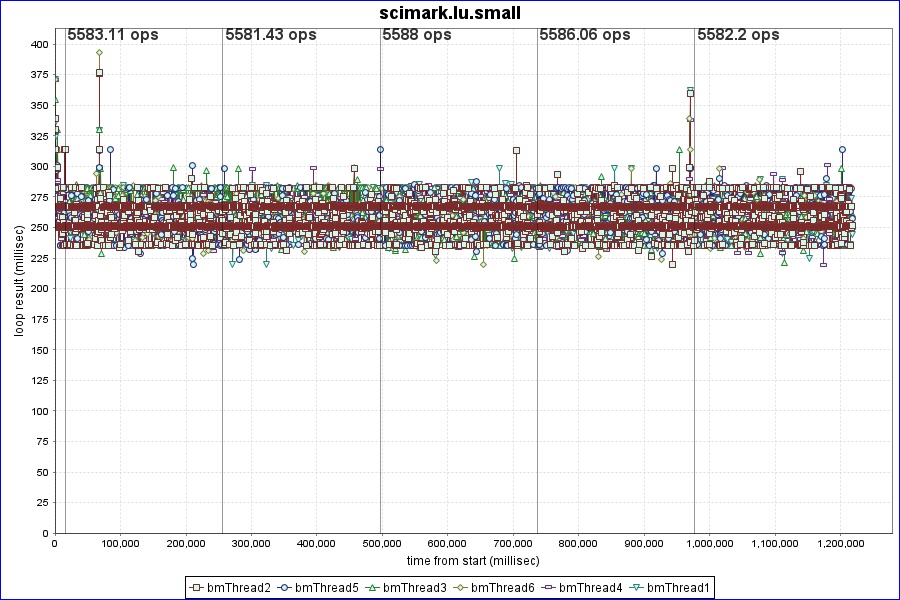 scimark.lu.small
5583.11 ops 5581.43 ops 5588 ops 5586.06 ops 5582.2 ops
400
375
350
325
300
275
250
225
200
175
150
125
100
75
50
25
0
loop result (millisec)
0 100,000 200,000 300,000 400,000 500,000 600,000 700,000 800,000 900,000 1,000,000 1,100,000 1,200,000
time from start (millisec)
bmThread2 bmThread5 bmThread3 bmThread6 bmThread4 bmThread1